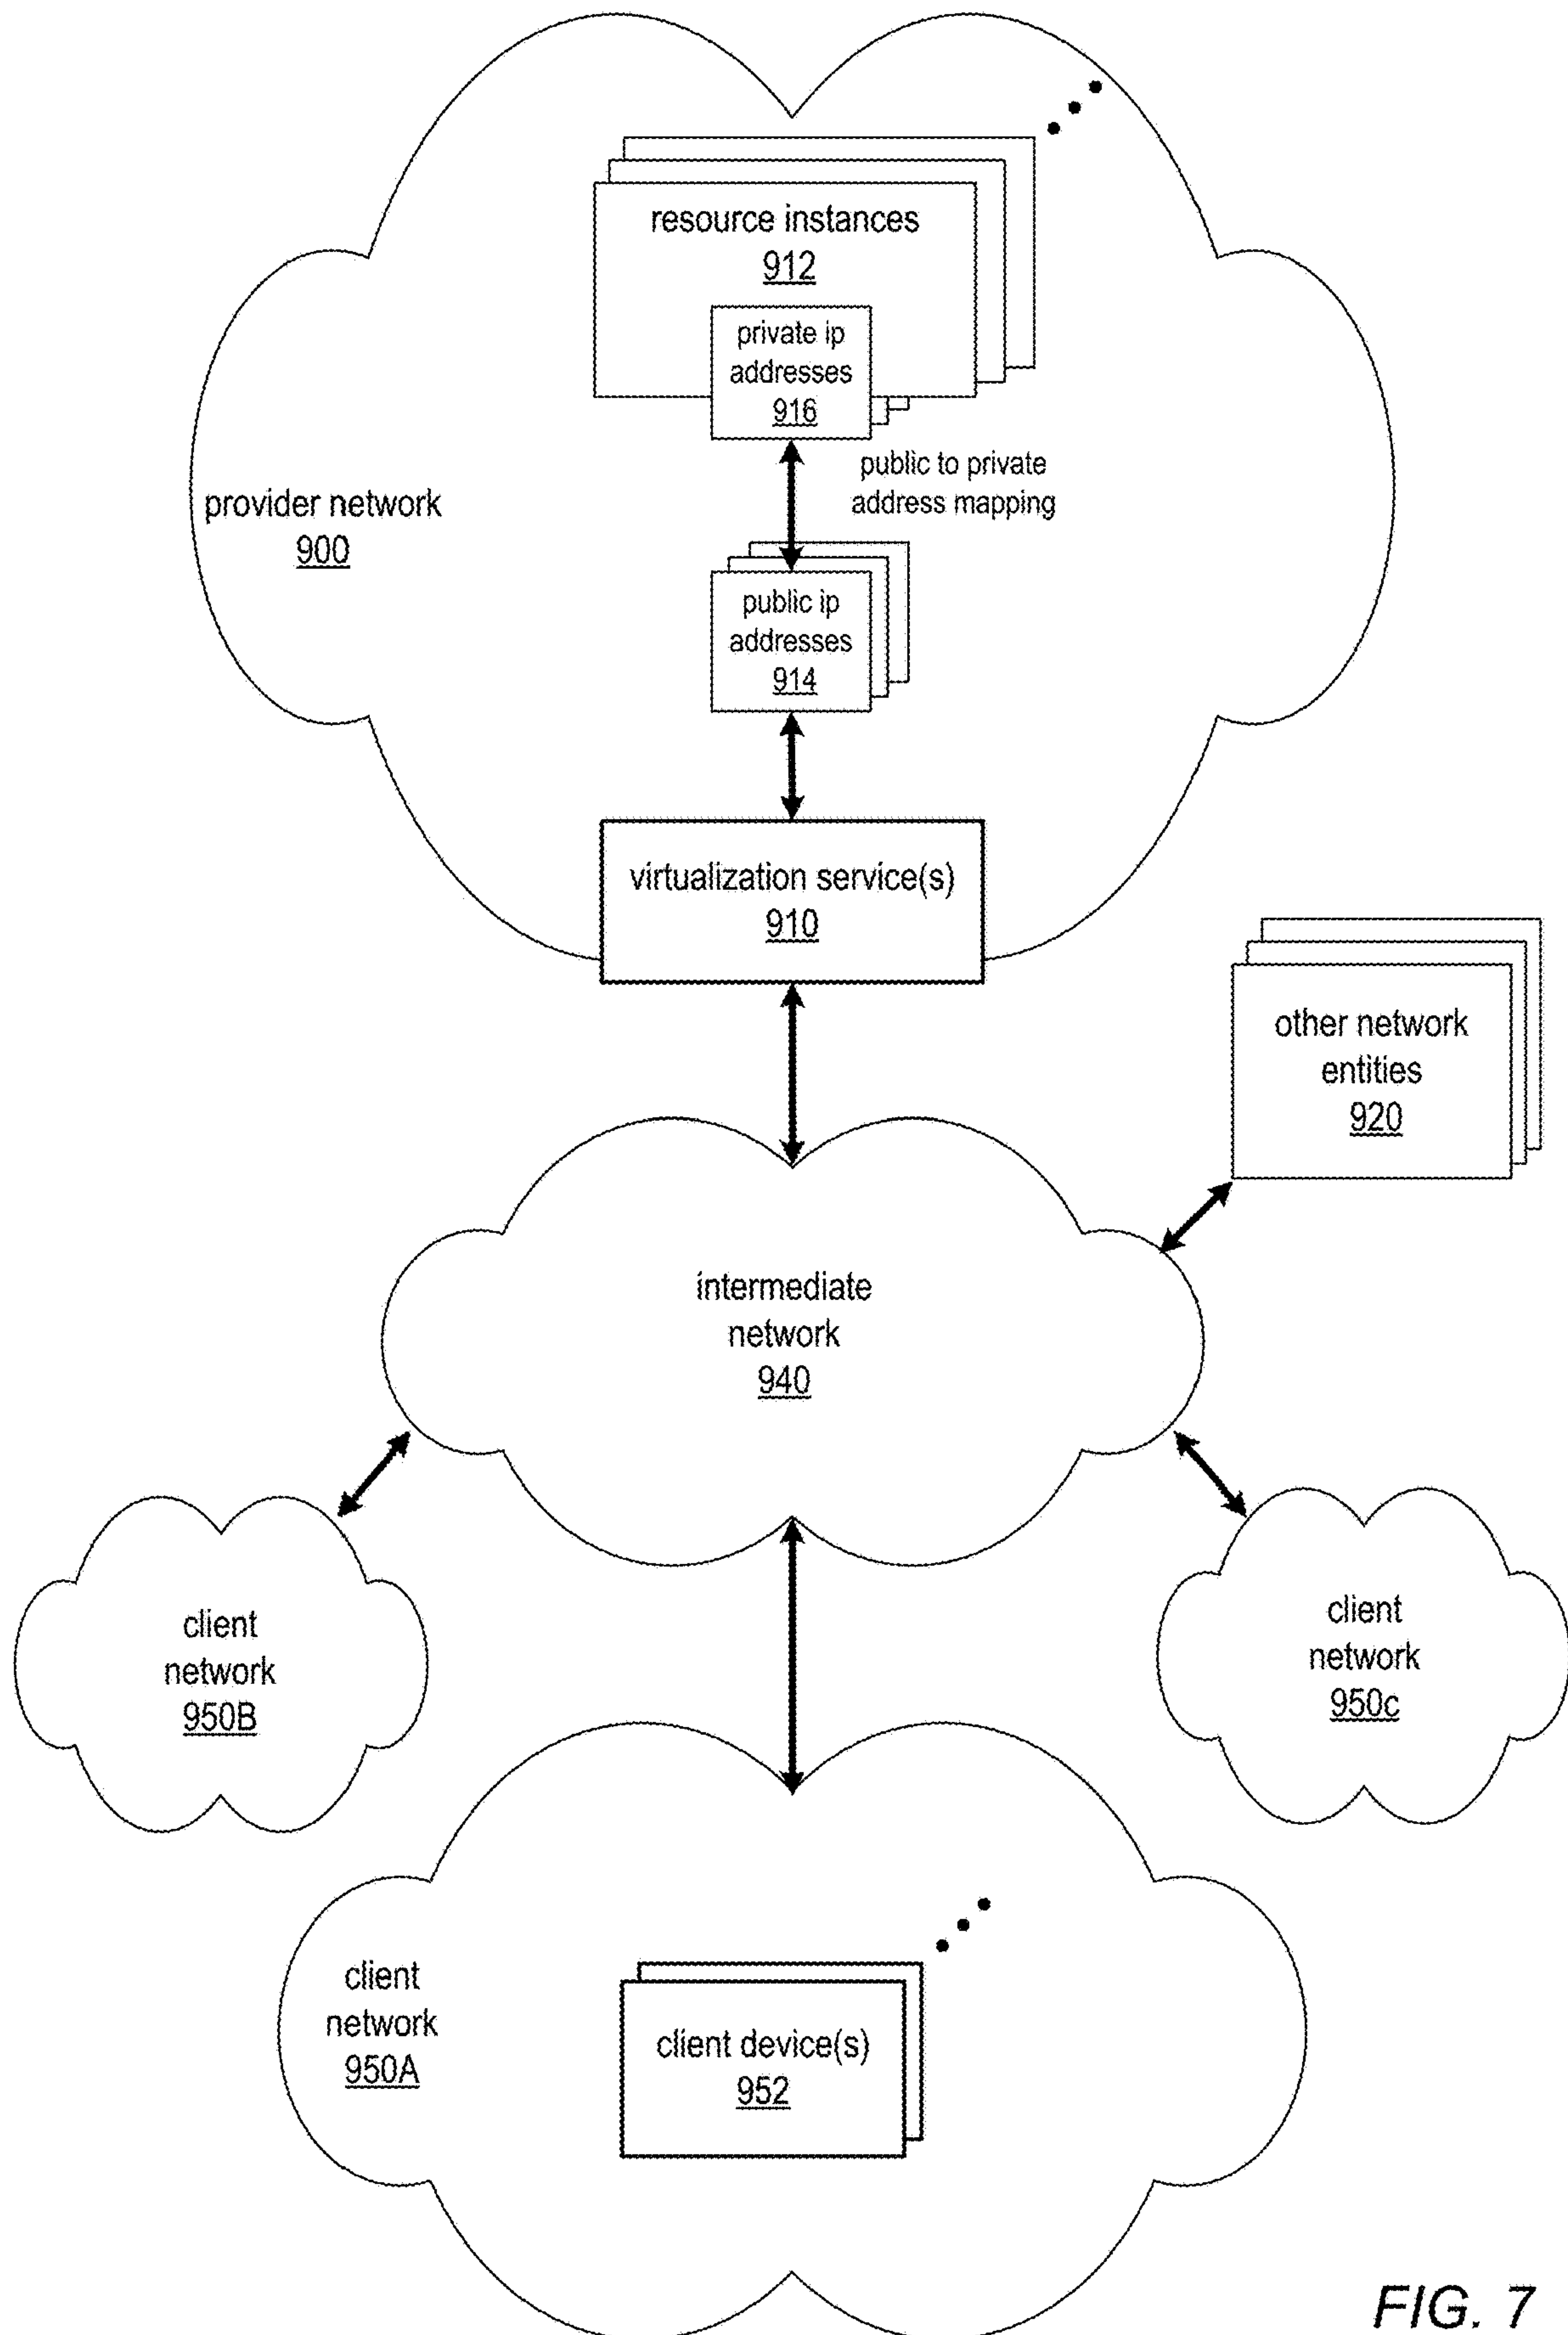 resource instances
912
private ip
addresses
916
public to private
address mapping
provider network
900
public ip
addresses
914
virtualization service(s)
910
other network
entities
920
intermediate
network
940
client
network
950B
client
network
950c
client
network
950A
client device(s)
952
FIG. 7